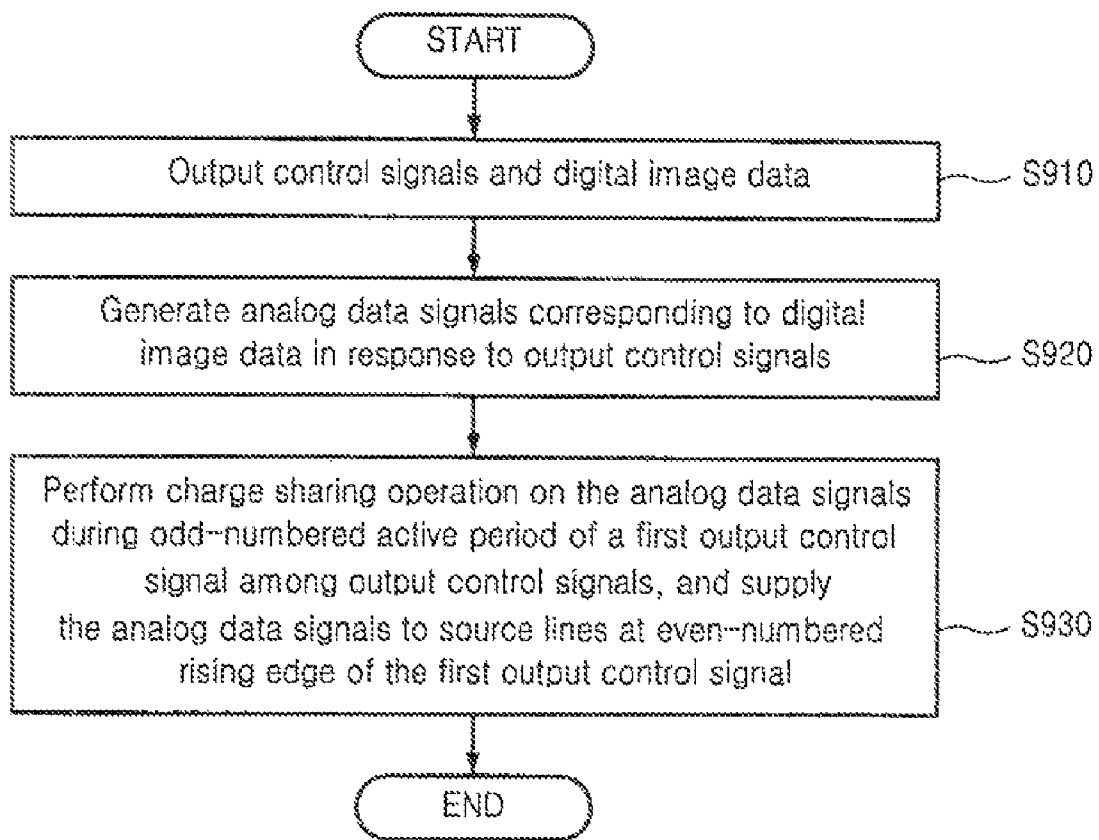 START
Output control signals and digital image data
S910
Generate analog data signals corresponding to digital
image data in response to output control signals
S920
Perform charge sharing operation on the analog data signals
during odd-numbered active period of a first output control
signal among output control signals, and supply
the analog data signals to source lines at even-numbered
rising edge of the first output control signal
S930
END